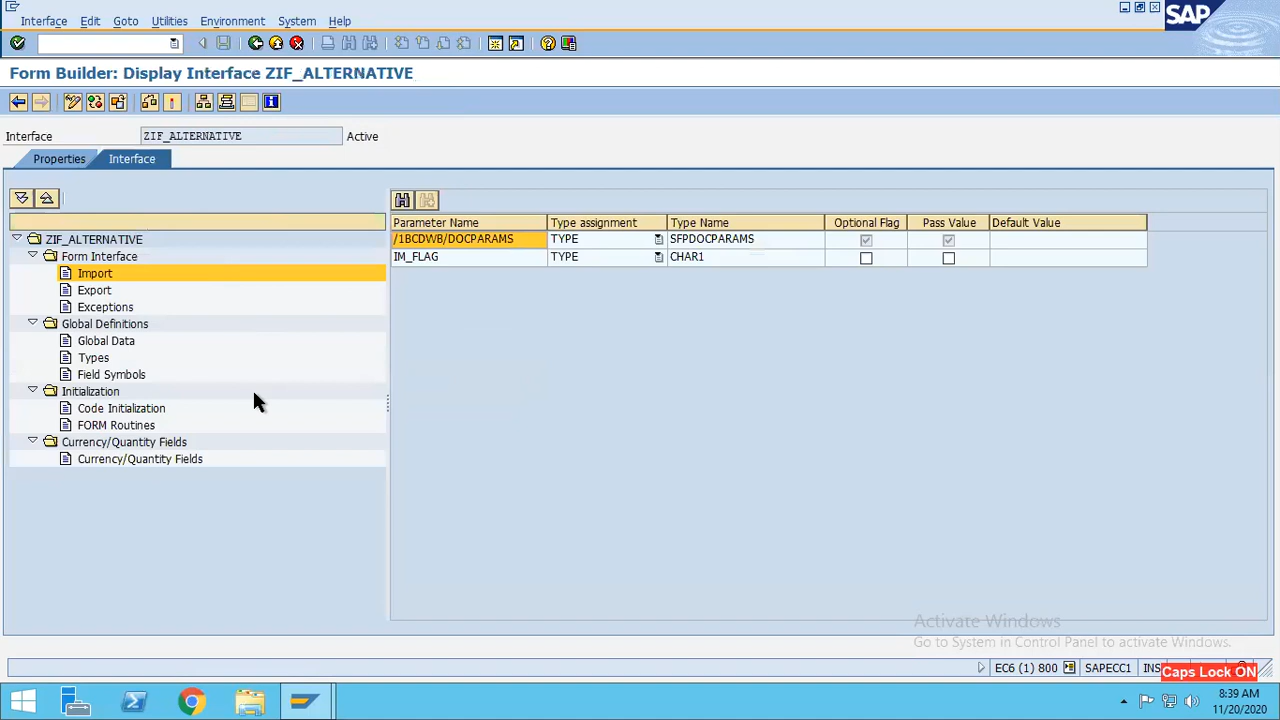 Interface Edit Goto Utilities Environment System Help
SAP
Form Builder: Display Interface ZIF_ALTERNATIVE
Interface ZIF_ALTERNATIVE Active
Properties Interface
Parameter Name Type assignment Type Name Optional Flag Pass Value Default Value
/1BCDWB/DOCPARAMS TYPE SFPDOCPARAMS
IM_FLAG TYPE CHAR1
ZIF_ALTERNATIVE
Form Interface
Import
Export
Exceptions
Global Definitions
Global Data
Types
Field Symbols
Initialization
Code Initialization
FORM Routines
Currency/Quantity Fields
Currency/Quantity Fields
Activate Windows
Go to System in Control Panel to activate Windows.
EC6 (1) 800 SAPECC1 INS
Caps Lock ON
8:39 AM
11/20/2020